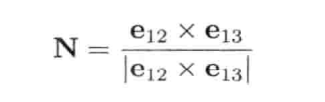 N = e₁₂ × e₁₃ / |e₁₂ × e₁₃|